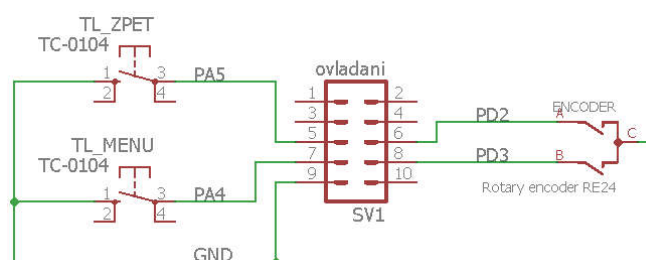 TL_ZPET
TC-0104
1 3
2 4
PA5
TL_MENU
TC-0104
1 3
2 4
PA4
GND
ovladani
1 2
3 4
5 6
7 8
9 10
SV1
PD2
PD3
ENCODER
A
B
C
Rotary encoder RE24